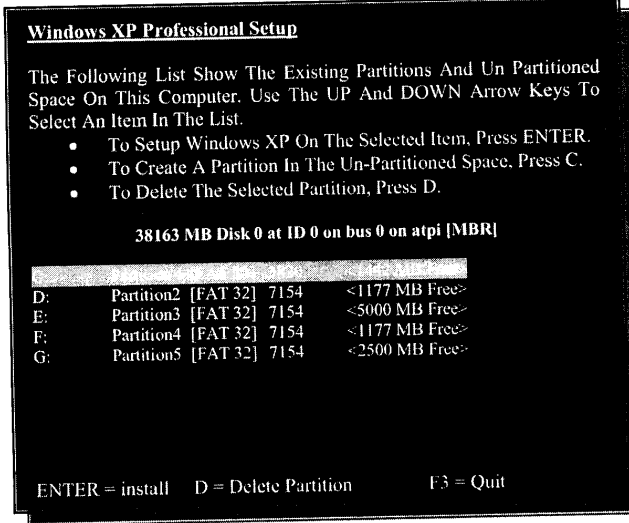 Windows XP Professional Setup
The Following List Show The Existing Partitions And Un Partitioned
Space On This Computer. Use The UP And DOWN Arrow Keys To
Select An Item In The List.
• To Setup Windows XP On The Selected Item, Press ENTER.
• To Create A Partition In The Un-Partitioned Space, Press C.
• To Delete The Selected Partition, Press D.
38163 MB Disk 0 at ID 0 on bus 0 on atpi [MBR]
D: Partition2 [FAT 32] 7154 <1177 MB Free>
E: Partition3 [FAT 32] 7154 <5000 MB Free>
F: Partition4 [FAT 32] 7154 <1177 MB Free>
G: Partition5 [FAT 32] 7154 <2500 MB Free>
ENTER = install D = Delete Partition F3 = Quit